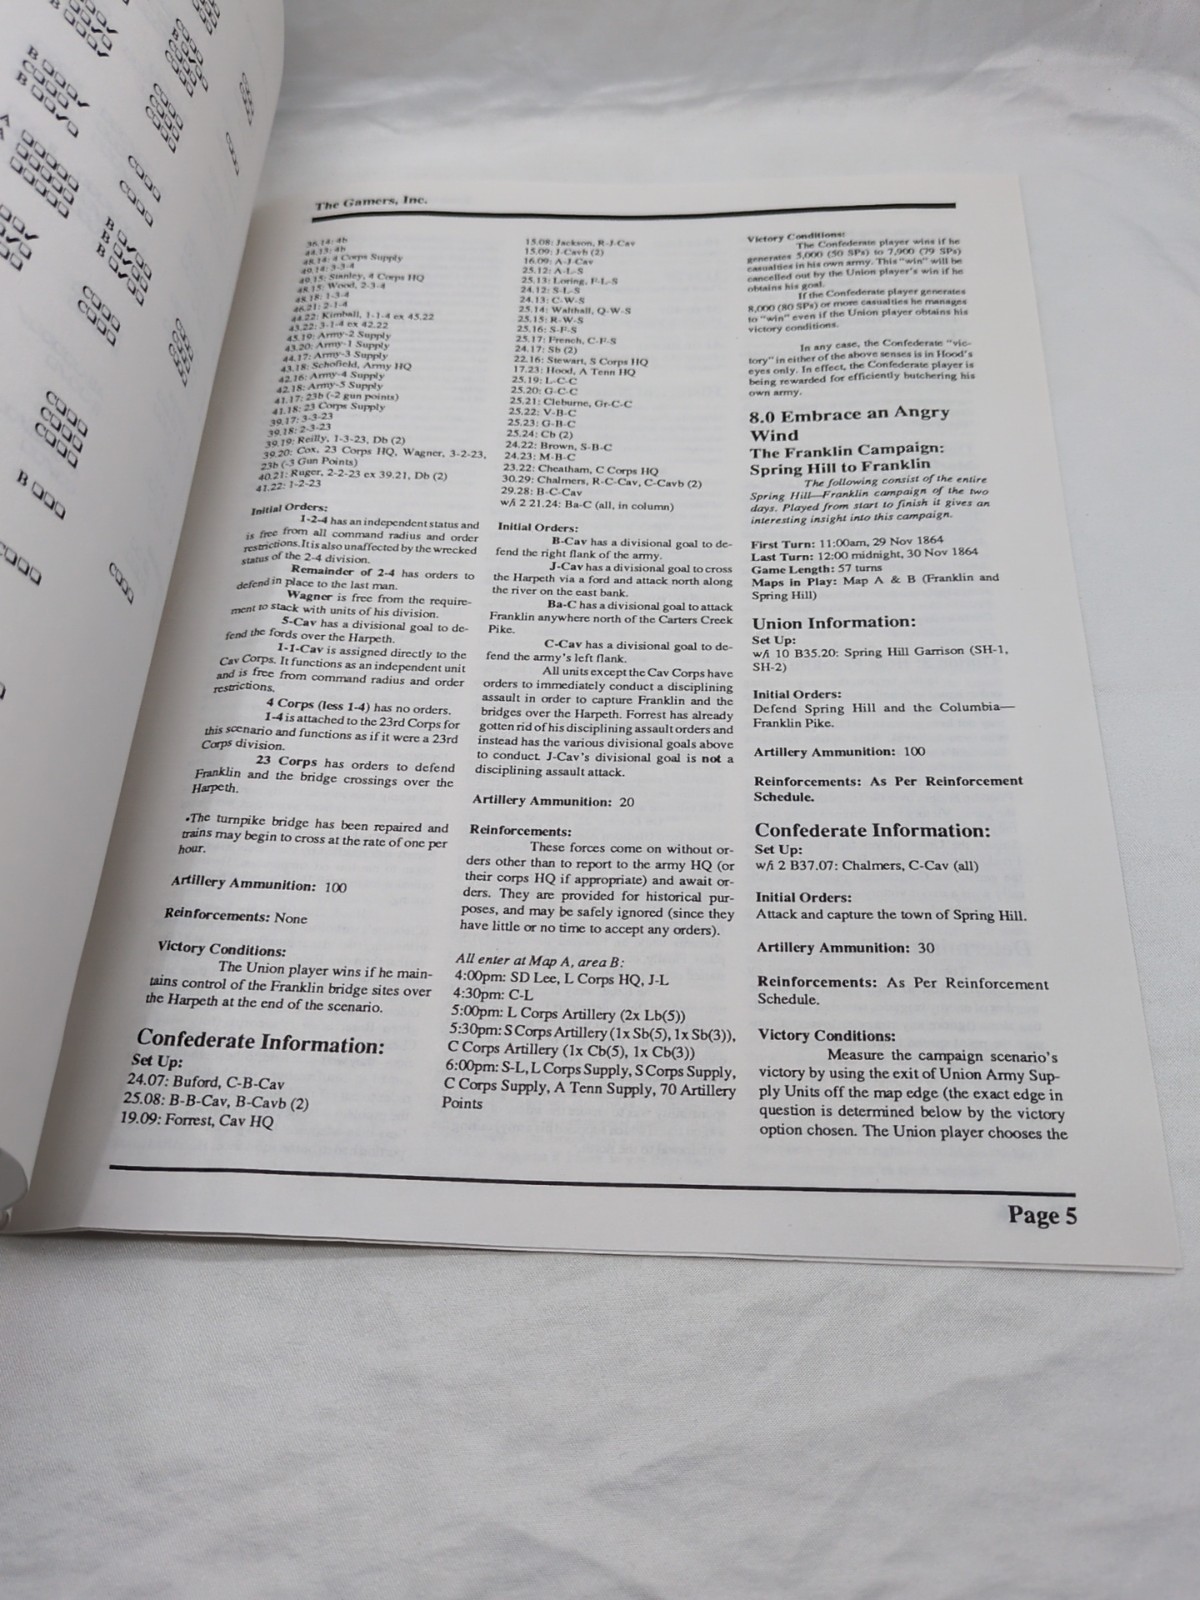 The Gamers, Inc.
36.14: 4b
44.13: 4b
48.14: 4 Corps Supply
49.14: 3-3-4
49.15: Stanley, 4 Corps HQ
48.15: Wood, 2-3-4
48.18: 1-3-4
46.21: 2-1-4
44.22: Kimball, 1-1-4 ex 45.22
43.22: 3-1-4 ex 42.22
45.19: Army-2 Supply
43.20: Army-1 Supply
44.17: Army-3 Supply
43.18: Schofield, Army HQ
42.16: Army-4 Supply
42.18: Army-5 Supply
41.17: 23b (-2 gun points)
41.18: 23 Corps Supply
39.17: 3-3-23
39.18: 2-3-23
39.19: Reilly, 1-3-23, Db (2)
39.20: Cox, 23 Corps HQ, Wagner, 3-2-23,
23b (-3 Gun Points)
40.21: Ruger, 2-2-23 ex 39.21, Db (2)
41.22: 1-2-23
Initial Orders:
1-2-4 has an independent status and
is free from all command radius and order
restrictions. It is also unaffected by the wrecked
status of the 2-4 division.
Remainder of 2-4 has orders to
defend in place to the last man.
Wagner is free from the require-
ment to stack with units of his division.
5-Cav has a divisional goal to de-
fend the fords over the Harpeth.
1-1-Cav is assigned directly to the
Cav Corps. It functions as an independent unit
and is free from command radius and order
restrictions.
4 Corps (less 1-4) has no orders.
1-4 is attached to the 23rd Corps for
this scenario and functions as if it were a 23rd
Corps division.
23 Corps has orders to defend
Franklin and the bridge crossings over the
Harpeth.
•The turnpike bridge has been repaired and
trains may begin to cross at the rate of one per
hour.
Artillery Ammunition: 100
Reinforcements: None
Victory Conditions:
The Union player wins if he main-
tains control of the Franklin bridge sites over
the Harpeth at the end of the scenario.
Confederate Information:
Set Up:
24.07: Buford, C-B-Cav
25.08: B-B-Cav, B-Cavb (2)
19.09: Forrest, Cav HQ
15.08: Jackson, R-J-Cav
15.09: J-Cavb (2)
16.09: A-J-Cav
25.12: A-L-S
25.13: Loring, F-L-S
24.12: S-L-S
24.13: C-W-S
25.14: Walthall, Q-W-S
25.15: R-W-S
25.16: S-F-S
25.17: French, C-F-S
24.17: Sb (2)
22.16: Stewart, S Corps HQ
17.23: Hood, A Tenn HQ
25.19: L-C-C
25.20: G-C-C
25.21: Cleburne, Gr-C-C
25.22: V-B-C
25.23: G-B-C
25.24: Cb (2)
24.22: Brown, S-B-C
24.23: M-B-C
23.22: Cheatham, C Corps HQ
30.29: Chalmers, R-C-Cav, C-Cavb (2)
29.28: B-C-Cav
w/i 2 21.24: Ba-C (all, in column)
Initial Orders:
B-Cav has a divisional goal to de-
fend the right flank of the army.
J-Cav has a divisional goal to cross
the Harpeth via a ford and attack north along
the river on the east bank.
Ba-C has a divisional goal to attack
Franklin anywhere north of the Carters Creek
Pike.
C-Cav has a divisional goal to de-
fend the army's left flank.
All units except the Cav Corps have
orders to immediately conduct a disciplining
assault in order to capture Franklin and the
bridges over the Harpeth. Forrest has already
gotten rid of his disciplining assault orders and
instead has the various divisional goals above
to conduct. J-Cav's divisional goal is not a
disciplining assault attack.
Artillery Ammunition: 20
Reinforcements:
These forces come on without or-
ders other than to report to the army HQ (or
their corps HQ if appropriate) and await or-
ders. They are provided for historical pur-
poses, and may be safely ignored (since they
have little or no time to accept any orders).
All enter at Map A, area B:
4:00pm: SD Lee, L Corps HQ, J-L
4:30pm: C-L
5:00pm: L Corps Artillery (2x Lb(5))
5:30pm: S Corps Artillery (1x Sb(5), 1x Sb(3)),
C Corps Artillery (1x Cb(5), 1x Cb(3))
6:00pm: S-L, L Corps Supply, S Corps Supply,
C Corps Supply, A Tenn Supply, 70 Artillery
Points
Victory Conditions:
The Confederate player wins if he
generates 5,000 (50 SPs) to 7,900 (79 SPs)
casualties in his own army. This "win" will be
cancelled out by the Union player's win if he
obtains his goal.
If the Confederate player generates
8,000 (80 SPs) or more casualties he manages
to "win" even if the Union player obtains his
victory conditions.
In any case, the Confederate "vic-
tory" in either of the above senses is in Hood's
eyes only. In effect, the Confederate player is
being rewarded for efficiently butchering his
own army.
8.0 Embrace an Angry
Wind
The Franklin Campaign:
Spring Hill to Franklin
The following consist of the entire
Spring Hill—Franklin campaign of the two
days. Played from start to finish it gives an
interesting insight into this campaign.
First Turn: 11:00am, 29 Nov 1864
Last Turn: 12:00 midnight, 30 Nov 1864
Game Length: 57 turns
Maps in Play: Map A & B (Franklin and
Spring Hill)
Union Information:
Set Up:
w/i 10 B35.20: Spring Hill Garrison (SH-1,
SH-2)
Initial Orders:
Defend Spring Hill and the Columbia—
Franklin Pike.
Artillery Ammunition: 100
Reinforcements: As Per Reinforcement
Schedule.
Confederate Information:
Set Up:
w/i 2 B37.07: Chalmers, C-Cav (all)
Initial Orders:
Attack and capture the town of Spring Hill.
Artillery Ammunition: 30
Reinforcements: As Per Reinforcement
Schedule.
Victory Conditions:
Measure the campaign scenario's
victory by using the exit of Union Army Sup-
ply Units off the map edge (the exact edge in
question is determined below by the victory
option chosen. The Union player chooses the
Page 5